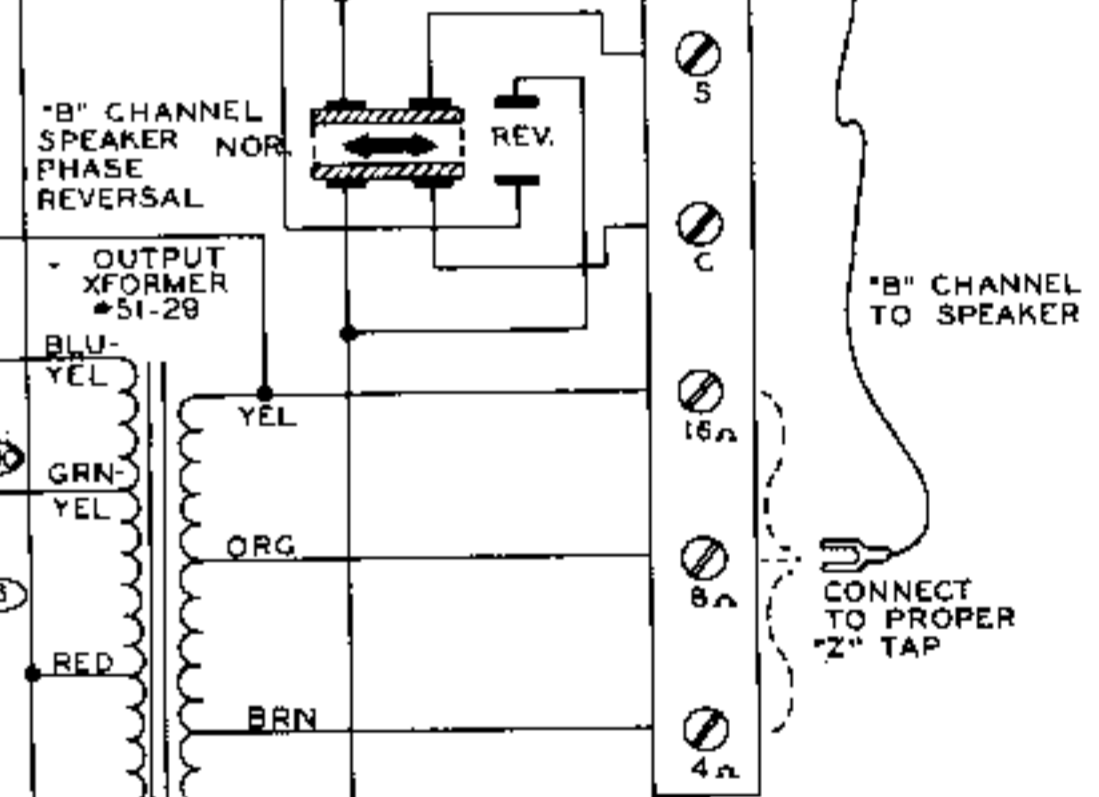 S
"B" CHANNEL
SPEAKER
PHASE
REVERSAL
NOR.
REV.
C
OUTPUT
XFORMER
#51-29
"B" CHANNEL
TO SPEAKER
BLU-
YEL
YEL
16Ω
GRN-
YEL
ORG
8Ω
CONNECT
TO PROPER
"Z" TAP
RED
BRN
4Ω